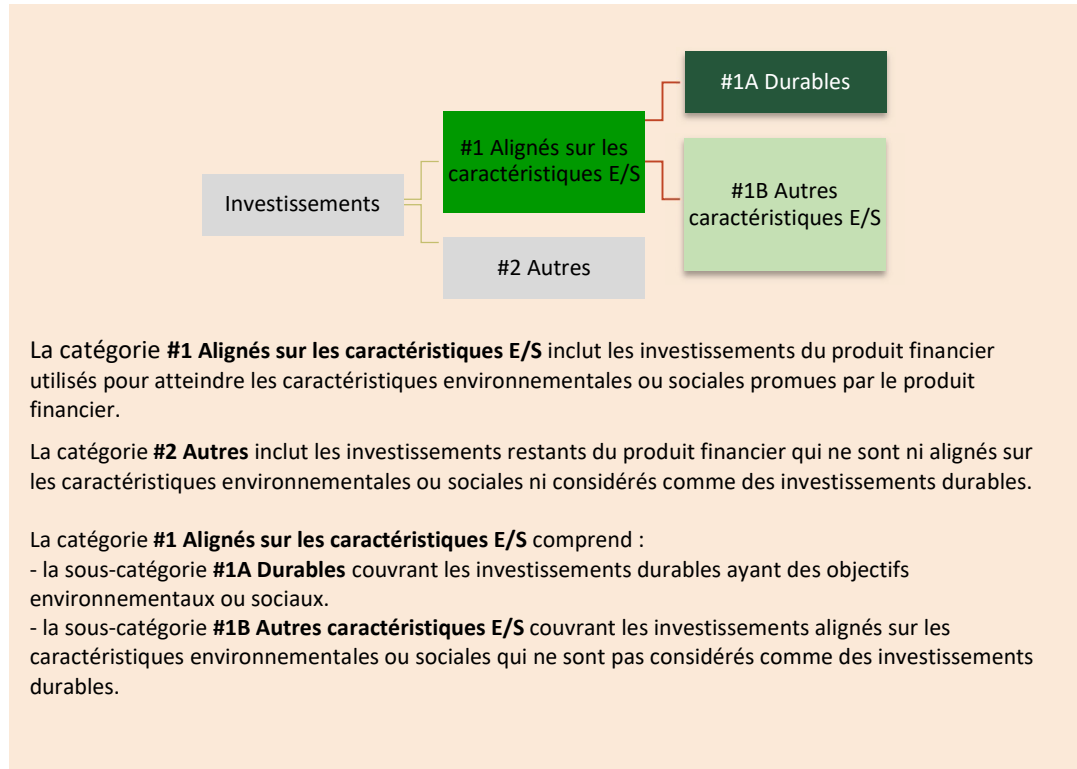 #1A Durables
#1 Alignés sur les
caractéristiques E/S
#1B Autres
caractéristiques E/S
Investissements
#2 Autres
La catégorie #1 Alignés sur les caractéristiques E/S inclut les investissements du produit financier
utilisés pour atteindre les caractéristiques environnementales ou sociales promues par le produit
financier.
La catégorie #2 Autres inclut les investissements restants du produit financier qui ne sont ni alignés sur
les caractéristiques environnementales ou sociales ni considérés comme des investissements durables.
La catégorie #1 Alignés sur les caractéristiques E/S comprend :
- la sous-catégorie #1A Durables couvrant les investissements durables ayant des objectifs
environnementaux ou sociaux.
- la sous-catégorie #1B Autres caractéristiques E/S couvrant les investissements alignés sur les
caractéristiques environnementales ou sociales qui ne sont pas considérés comme des investissements
durables.